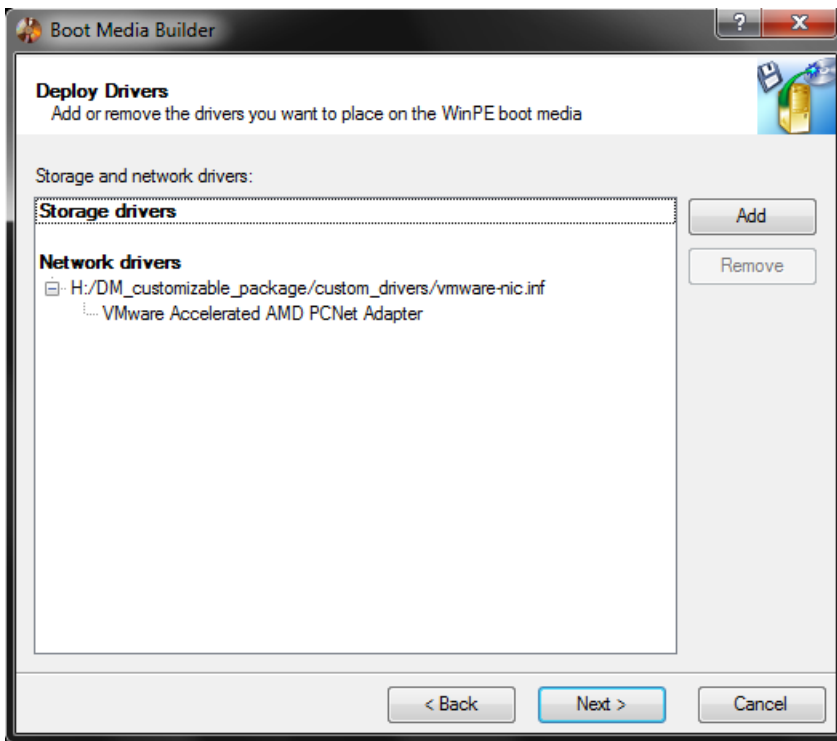 Boot Media Builder
?
x
Deploy Drivers
Add or remove the drivers you want to place on the WinPE boot media
Storage and network drivers:
Storage drivers
Add
Network drivers
Remove
H:/DM_customizable_package/custom_drivers/vmware-nic.inf
VMware Accelerated AMD PCNet Adapter
< Back
Next >
Cancel